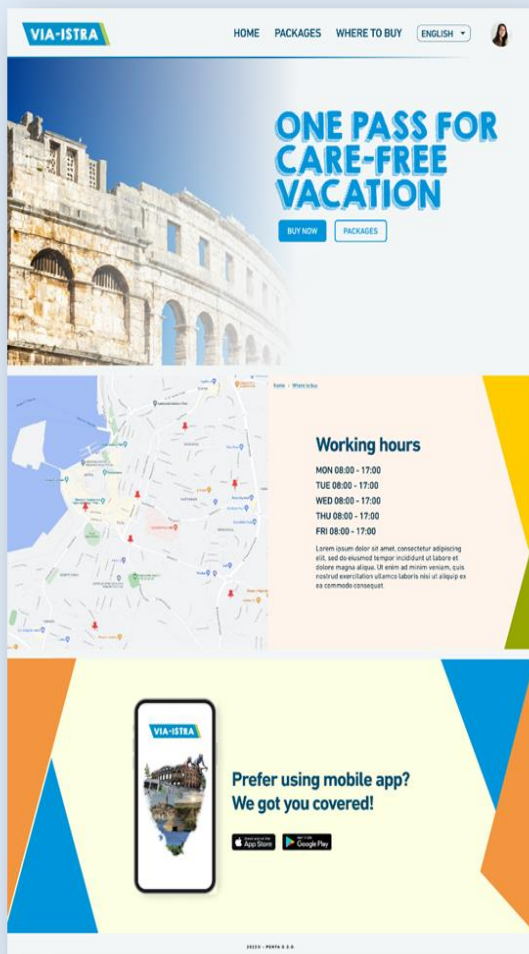 VIA-ISTRA
HOME
PACKAGES
WHERE TO BUY
ENGLISH
ONE PASS FOR
CARE-FREE
VACATION
BUY NOW
PACKAGES
Home
Where to buy
Working hours
MON 08:00 - 17:00
TUE 08:00 - 17:00
WED 08:00 - 17:00
THU 08:00 - 17:00
FRI 08:00 - 17:00
Lorem ipsum dolor sit amet, consectetur adipiscing
elit, sed do eiusmod tempor incididunt ut labore et
dolore magna aliqua. Ut enim ad minim veniam, quis
nostrud exercitation ullamco laboris nisi ut aliquip ex
ea commodo consequat.
VIA-ISTRA
Prefer using mobile app?
We got you covered!
App Store
Google Play